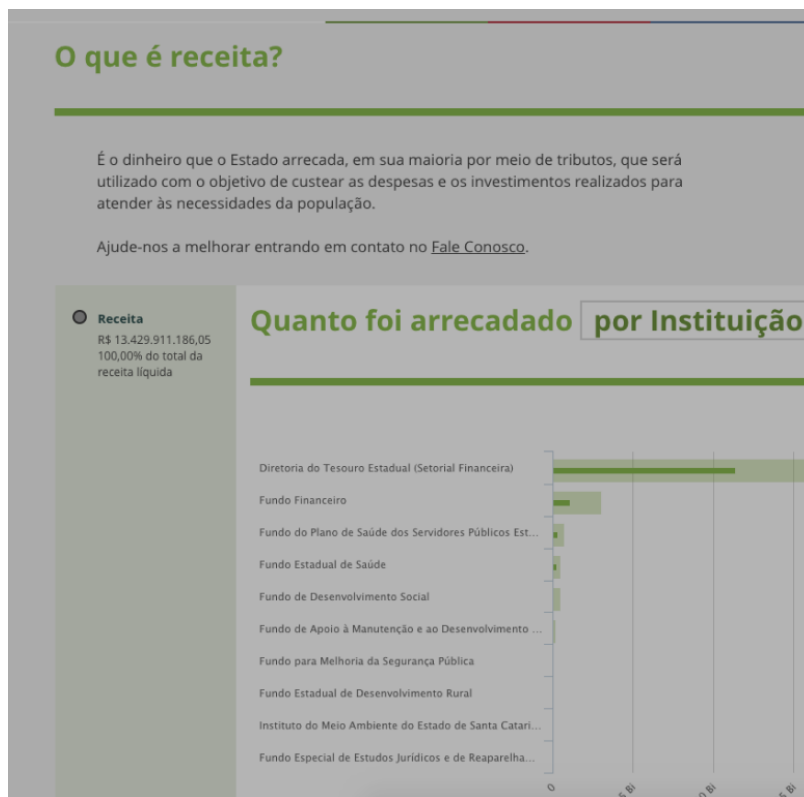 O que é receita?
É o dinheiro que o Estado arrecada, em sua maioria por meio de tributos, que será
utilizado com o objetivo de custear as despesas e os investimentos realizados para
atender às necessidades da população.
Ajude-nos a melhorar entrando em contato no Fale Conosco.
Receita
R$ 13.429.911.186,05
100,00% do total da
receita líquida
Quanto foi arrecadado por Instituição
Diretoria do Tesouro Estadual (Setorial Financeira)
Fundo Financeiro
Fundo do Plano de Saúde dos Servidores Públicos Est...
Fundo Estadual de Saúde
Fundo de Desenvolvimento Social
Fundo de Apoio à Manutenção e ao Desenvolvimento ...
Fundo para Melhoria da Segurança Pública
Fundo Estadual de Desenvolvimento Rural
Instituto do Meio Ambiente do Estado de Santa Catari...
Fundo Especial de Estudos Jurídicos e de Reaparelha...
0
Bi
Bi
Bi